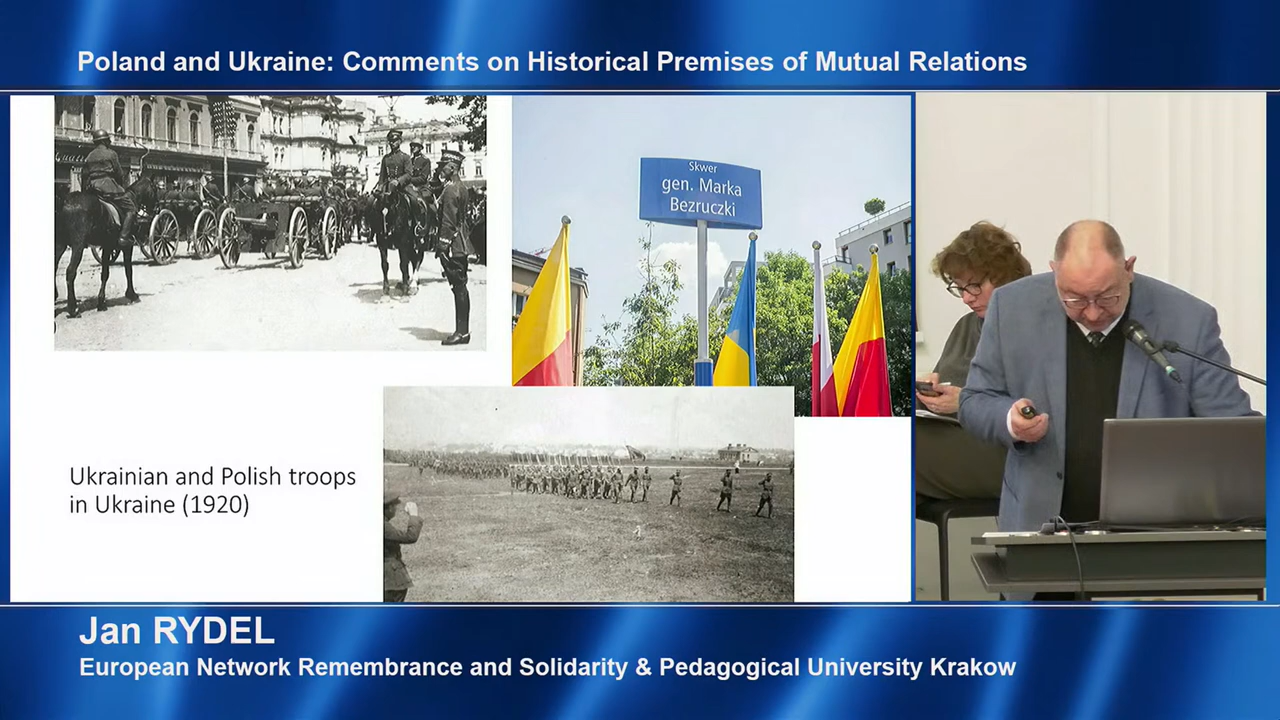 Poland and Ukraine: Comments on Historical Premises of Mutual Relations
Skwer
gen. Marka
Bezruczki
Ukrainian and Polish troops
in Ukraine (1920)
Jan RYDEL
European Network Remembrance and Solidarity & Pedagogical University Krakow